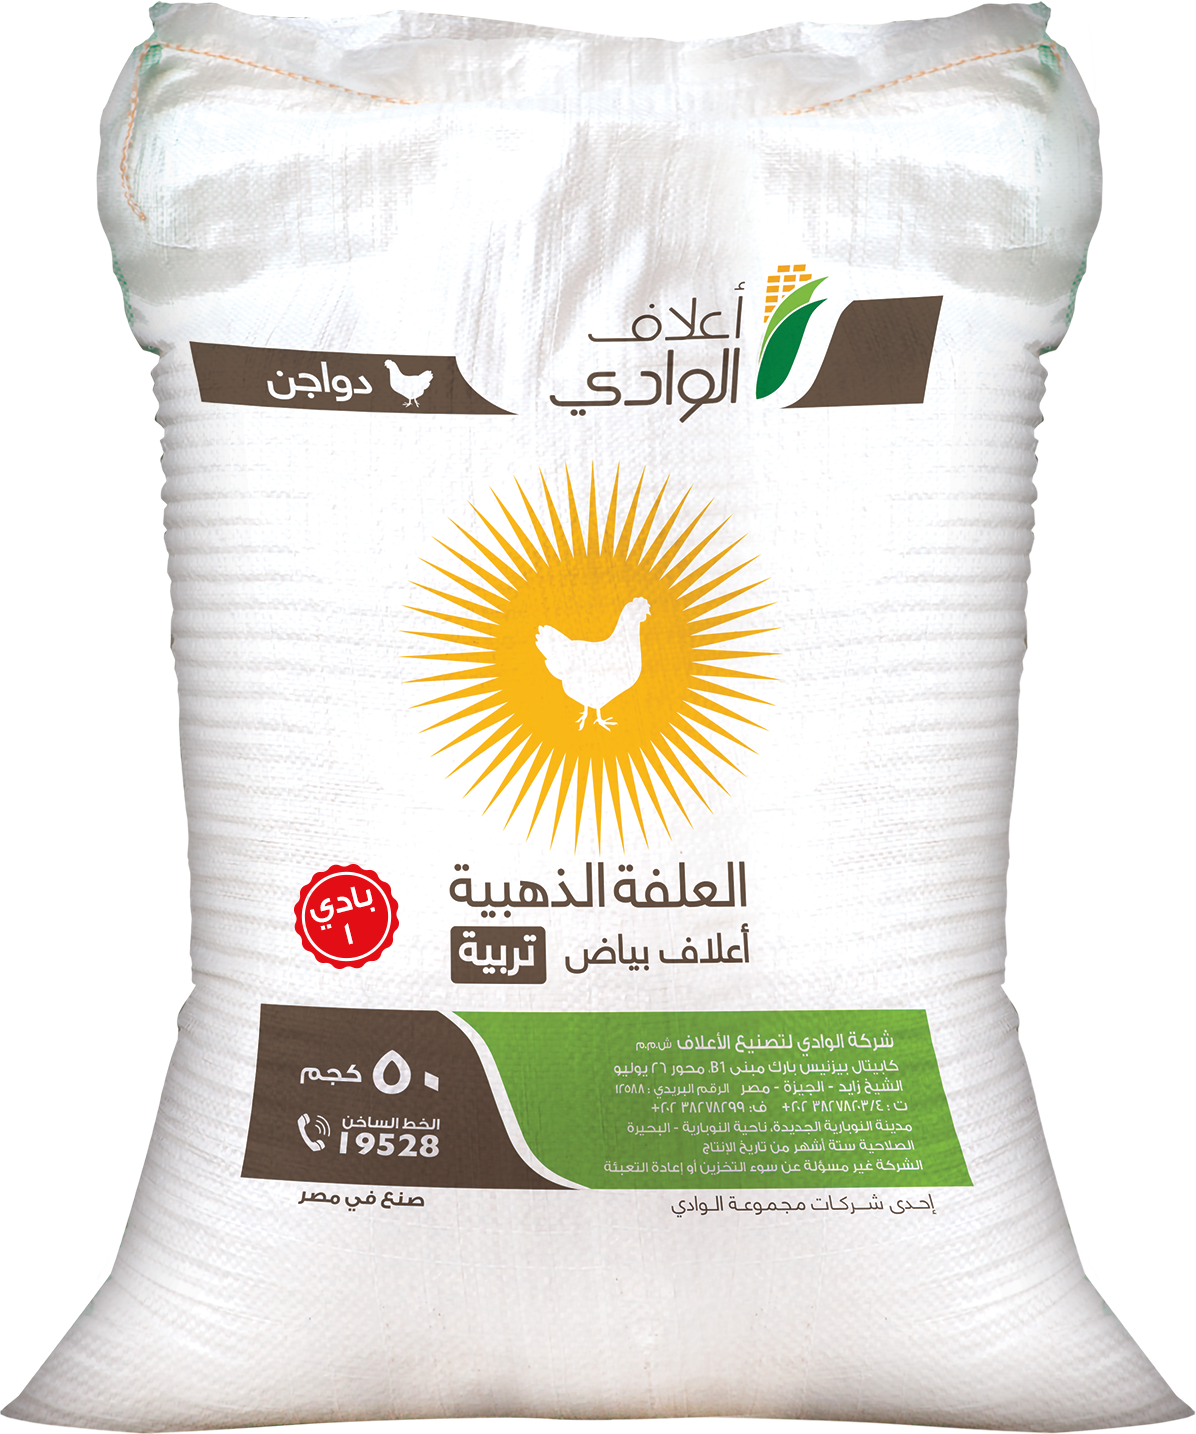 أعلاف
الوادي
دواجن
العلفة الذهبية
أعلاف بياض تربية
بادي
١
شركة الوادي لتصنيع الأعلاف ش.م.م
كابيتال بيزنيس بارك مبنى B1، محور ٢٦ يوليو
الشيخ زايد - الجيزة - مصر الرقم البريدي : ١٢٥٨٨
ت : ٣٨٢٧٨٢٠٣/٤ ٢٠٢+ ف: ٣٨٢٧٨٢٩٩ ٢٠٢+
مدينة النوبارية الجديدة، ناحية النوبارية - البحيرة
الصلاحية ستة أشهر من تاريخ الإنتاج
الشركة غير مسؤلة عن سوء التخزين أو إعادة التعبئة
٥٠ كجم
الخط الساخن
19528
إحدى شركات مجموعة الوادي
صنع في مصر